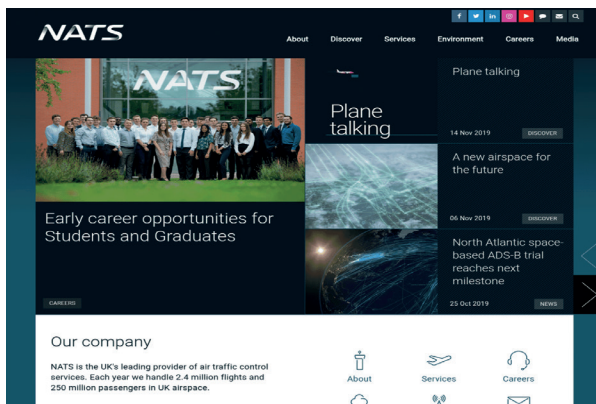 NATS
About Discover Services Environment Careers Media
NATS
Early career opportunities for
Students and Graduates
CAREERS
Plane
talking
Plane talking
14 Nov 2019 DISCOVER
A new airspace for
the future
06 Nov 2019 DISCOVER
North Atlantic space-
based ADS-B trial
reaches next
milestone
25 Oct 2019 NEWS
Our company
NATS is the UK's leading provider of air traffic control
services. Each year we handle 2.4 million flights and
250 million passengers in UK airspace.
About Services Careers